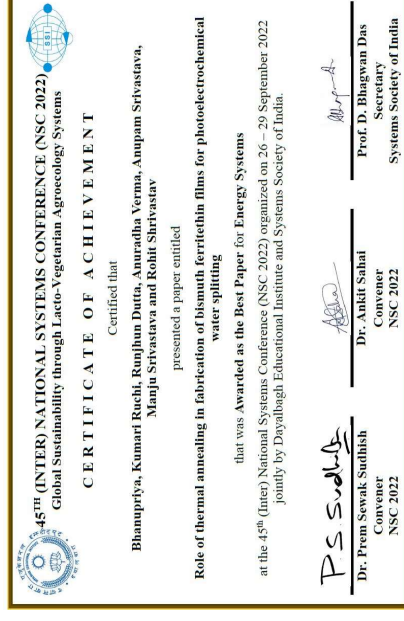 45TH (INTER) NATIONAL SYSTEMS CONFERENCE (NSC 2022)
Global Sustainability through Lacto-Vegetarian Agroecology Systems
SSI
CERTIFICATE OF ACHIEVEMENT
Certified that
Bhanupriya, Kumari Ruchi, Runjhun Dutta, Anuradha Verma, Anupam Srivastava,
Manju Srivastava and Rohit Shrivastav
presented a paper entitled
Role of thermal annealing in fabrication of bismuth ferritethin films for photoelectrochemical
water splitting
that was Awarded as the Best Paper for Energy Systems
at the 45th (Inter) National Systems Conference (NSC 2022) organized on 26 – 29 September 2022
jointly by Dayalbagh Educational Institute and Systems Society of India.
P.S. Sudhish
Dr. Prem Sewak Sudhish
Convener
NSC 2022
Dr. Ankit Sahai
Convener
NSC 2022
Prof. D. Bhagwan Das
Secretary
Systems Society of India